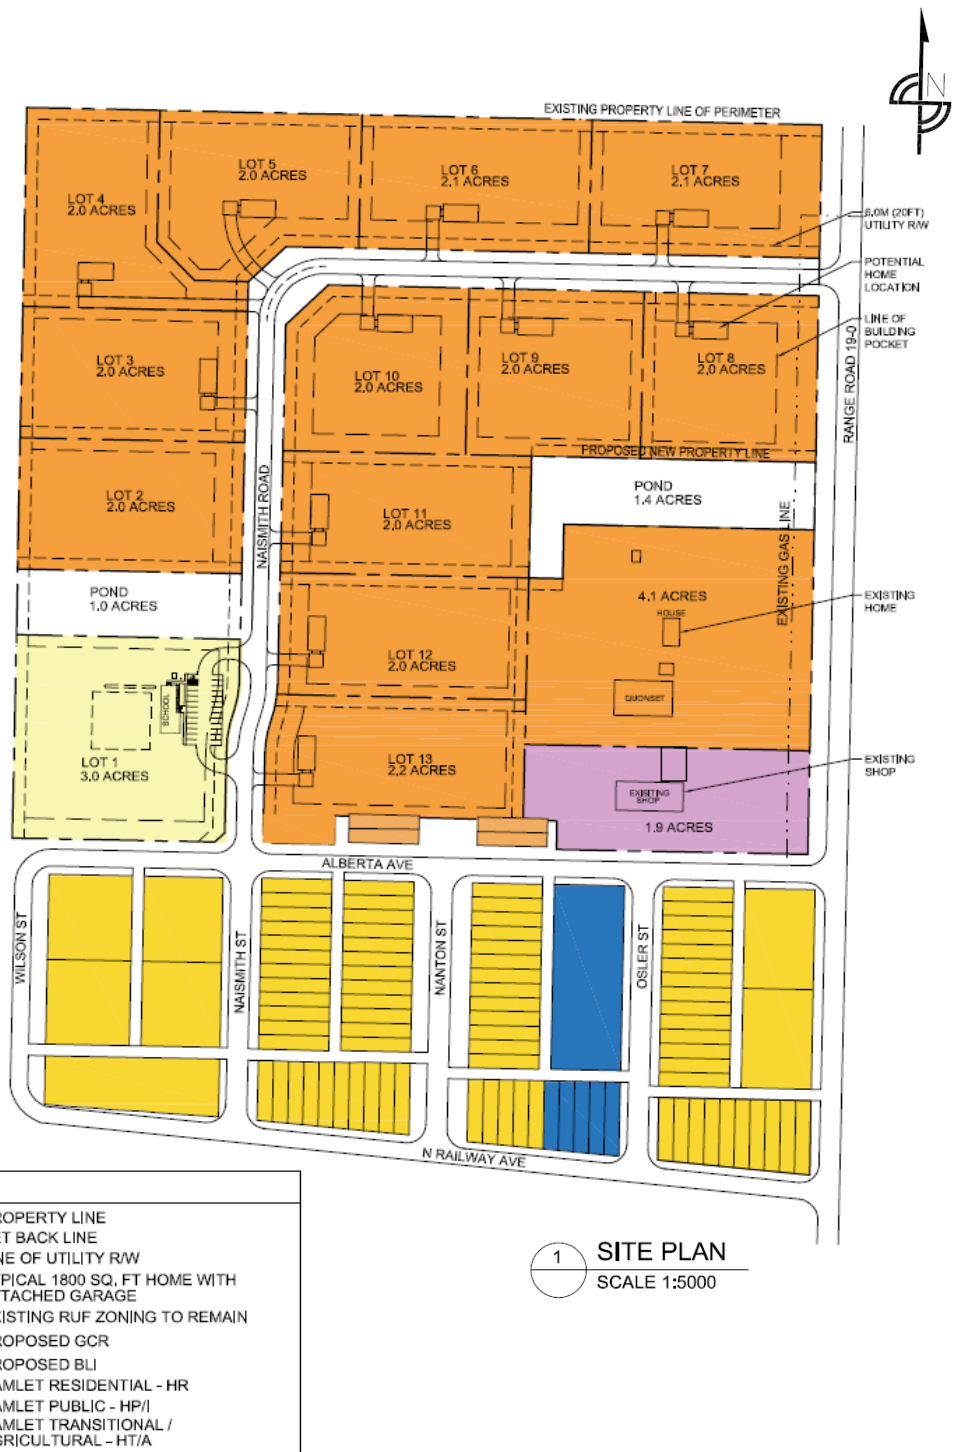 N
EXISTING PROPERTY LINE OF PERIMETER
LOT 4
2.0 ACRES
LOT 5
2.0 ACRES
LOT 6
2.1 ACRES
LOT 7
2.1 ACRES
6.0M (20FT)
UTILITY R/W
POTENTIAL
HOME
LOCATION
LINE OF
BUILDING
POCKET
LOT 3
2.0 ACRES
LOT 10
2.0 ACRES
LOT 9
2.0 ACRES
LOT 8
2.0 ACRES
RANGE ROAD 19-0
PROPOSED NEW PROPERTY LINE
LOT 2
2.0 ACRES
NAISMITH ROAD
LOT 11
2.0 ACRES
POND
1.4 ACRES
EXISTING GAS LINE
POND
1.0 ACRES
4.1 ACRES
HOUSE
EXISTING
HOME
LOT 12
2.0 ACRES
QUONSET
SCHOOL
LOT 1
3.0 ACRES
LOT 13
2.2 ACRES
EXISITING
SHOP
1.9 ACRES
EXISTING
SHOP
ALBERTA AVE
WILSON ST
NAISMITH ST
NANTON ST
OSLER ST
N RAILWAY AVE
1
SITE PLAN
SCALE 1:5000
ROPERTY LINE
ET BACK LINE
NE OF UTILITY R/W
YPICAL 1800 SQ. FT HOME WITH
TTACHED GARAGE
XISTING RUF ZONING TO REMAIN
ROPOSED GCR
ROPOSED BLI
AMLET RESIDENTIAL - HR
AMLET PUBLIC - HP/I
AMLET TRANSITIONAL /
GRICULTURAL - HT/A